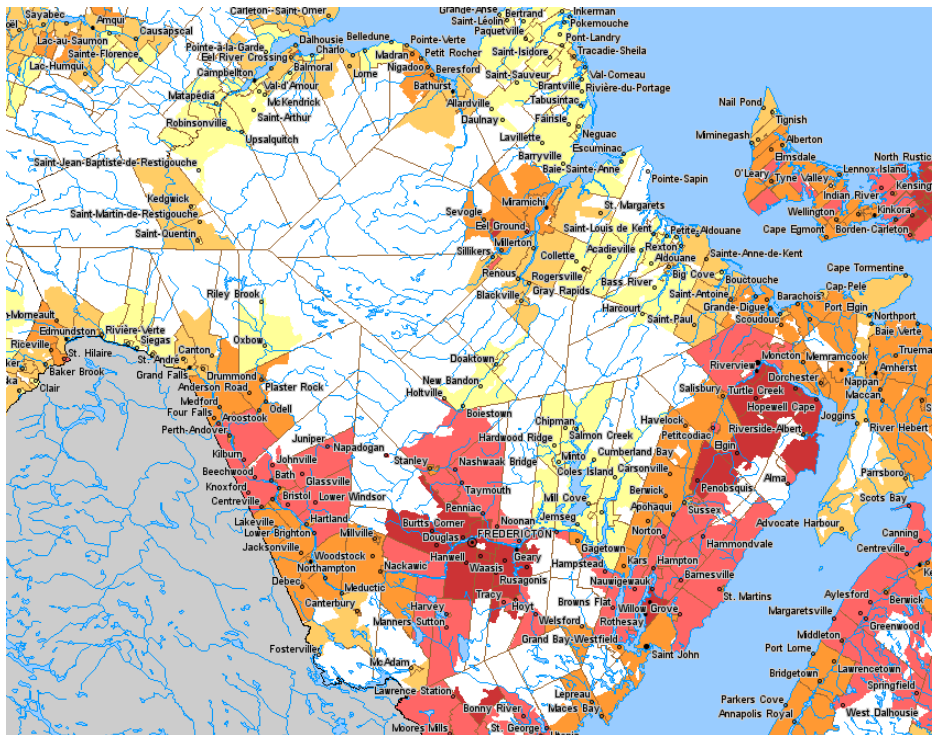 Sayabec
Amqui
Causapscal
Lac-au-Saumon
Sainte-Florence
Lac-Humqui
Carleton--Saint-Omer
Pointe-à-la-Garde
Dalhousie
Charlo
Eel River Crossing
Belledune
Balmoral
Campbellton
Val-d'Amour
Lorne
Matapédia
McKendrick
Saint-Arthur
Robinsonville
Upsalquitch
Pointe-Verte
Petit Rocher
Madran
Nigadoo
Beresford
Bathurst
Allardville
Daulnay
Grande-Anse
Bertrand
Inkerman
Saint-Léolin
Pokemouche
Paquetville
Pont-Landry
Saint-Isidore
Tracadie-Sheila
Saint-Sauveur
Val-Comeau
Brantville
Rivière-du-Portage
Tabusintac
Fairisle
Lavillette
Neguac
Barryville
Escuminac
Baie-Sainte-Anne
Pointe-Sapin
Saint-Jean-Baptiste-de-Restigouche
Kedgwick
Saint-Martin-de-Restigouche
Saint-Quentin
Miramichi
Sevogle
Eel Ground
Millerton
Sillikers
Renous
Blackville
St. Margarets
Saint-Louis de Kent
Collette
Acadieville
Rogersville
Gray Rapids
Bass River
Harcourt
Petite-Aldouane
Rexton
Aldouane
Sainte-Anne-de-Kent
Big Cove
Bouctouche
Saint-Antoine
Grande-Digue
Saint-Paul
Scoudouc
Barachois
Cap-Pelé
Cape Tormentine
Port Elgin
Northport
Baie Verte
Nail Pond
Tignish
Miminegash
Alberton
Elmsdale
O'Leary
Tyne Valley
Lennox Island
North Rustic
Kensing
Indian River
Wellington
Kinkora
Cape Egmont
Borden-Carleton
Riley Brook
Oxbow
-Morneault
Edmundston
Riceville
Rivière-Verte
Siegas
St. Hilaire
St. André
Baker Brook
Grand Falls
Clair
Canton
Drummond
Anderson Road
Plaster Rock
Medford
Odell
Four Falls
Aroostook
Perth-Andover
Doaktown
New Bandon
Holtville
Boiestown
Juniper
Napadogan
Kilburn
Johnville
Beechwood
Bath
Glassville
Knoxford
Centreville
Bristol
Lower Windsor
Hartland
Lakeville
Lower Brighton
Millville
Jacksonville
Woodstock
Debec
Northampton
Nackawic
Meductic
Canterbury
Fosterville
McAdam
Manners Sutton
Harvey
Lawrence-Station
Stanley
Hardwood Ridge
Nashwaak Bridge
Taymouth
Penniac
Burtts Corner
Noonan
Douglas
FREDERICTON
Hanwell
Geary
Waasis
Rusagonis
Tracy
Hoyt
Welsford
Chipman
Salmon Creek
Minto
Cumberland Bay
Coles Island
Carsonville
Mill Cove
Jemseg
Berwick
Apohaqui
Gagetown
Norton
Hampstead
Kars
Hampton
Nauwigewauk
Barnesville
Browns Flat
Willow Grove
St. Martins
Rothesay
Grand Bay-Westfield
Saint John
Lepreau
Maces Bay
Bonny River
St. George
Utopia
Moores Mills
Moncton
Riverview
Memramcook
Dorchester
Salisbury
Turtle Creek
Hopewell Cape
Havelock
Petitcodiac
Riverside-Albert
Elgin
Alma
Penobsquis
Sussex
Hammondvale
Truema
Amherst
Nappan
Maccan
Joggins
River Hebert
Parrsboro
Scots Bay
Advocate Harbour
Canning
Centreville
Aylesford
Berwick
Margaretsville
Greenwood
Middleton
Port Lorne
Lawrencetown
Bridgetown
Springfield
Parkers Cove
Annapolis Royal
West Dalhousie